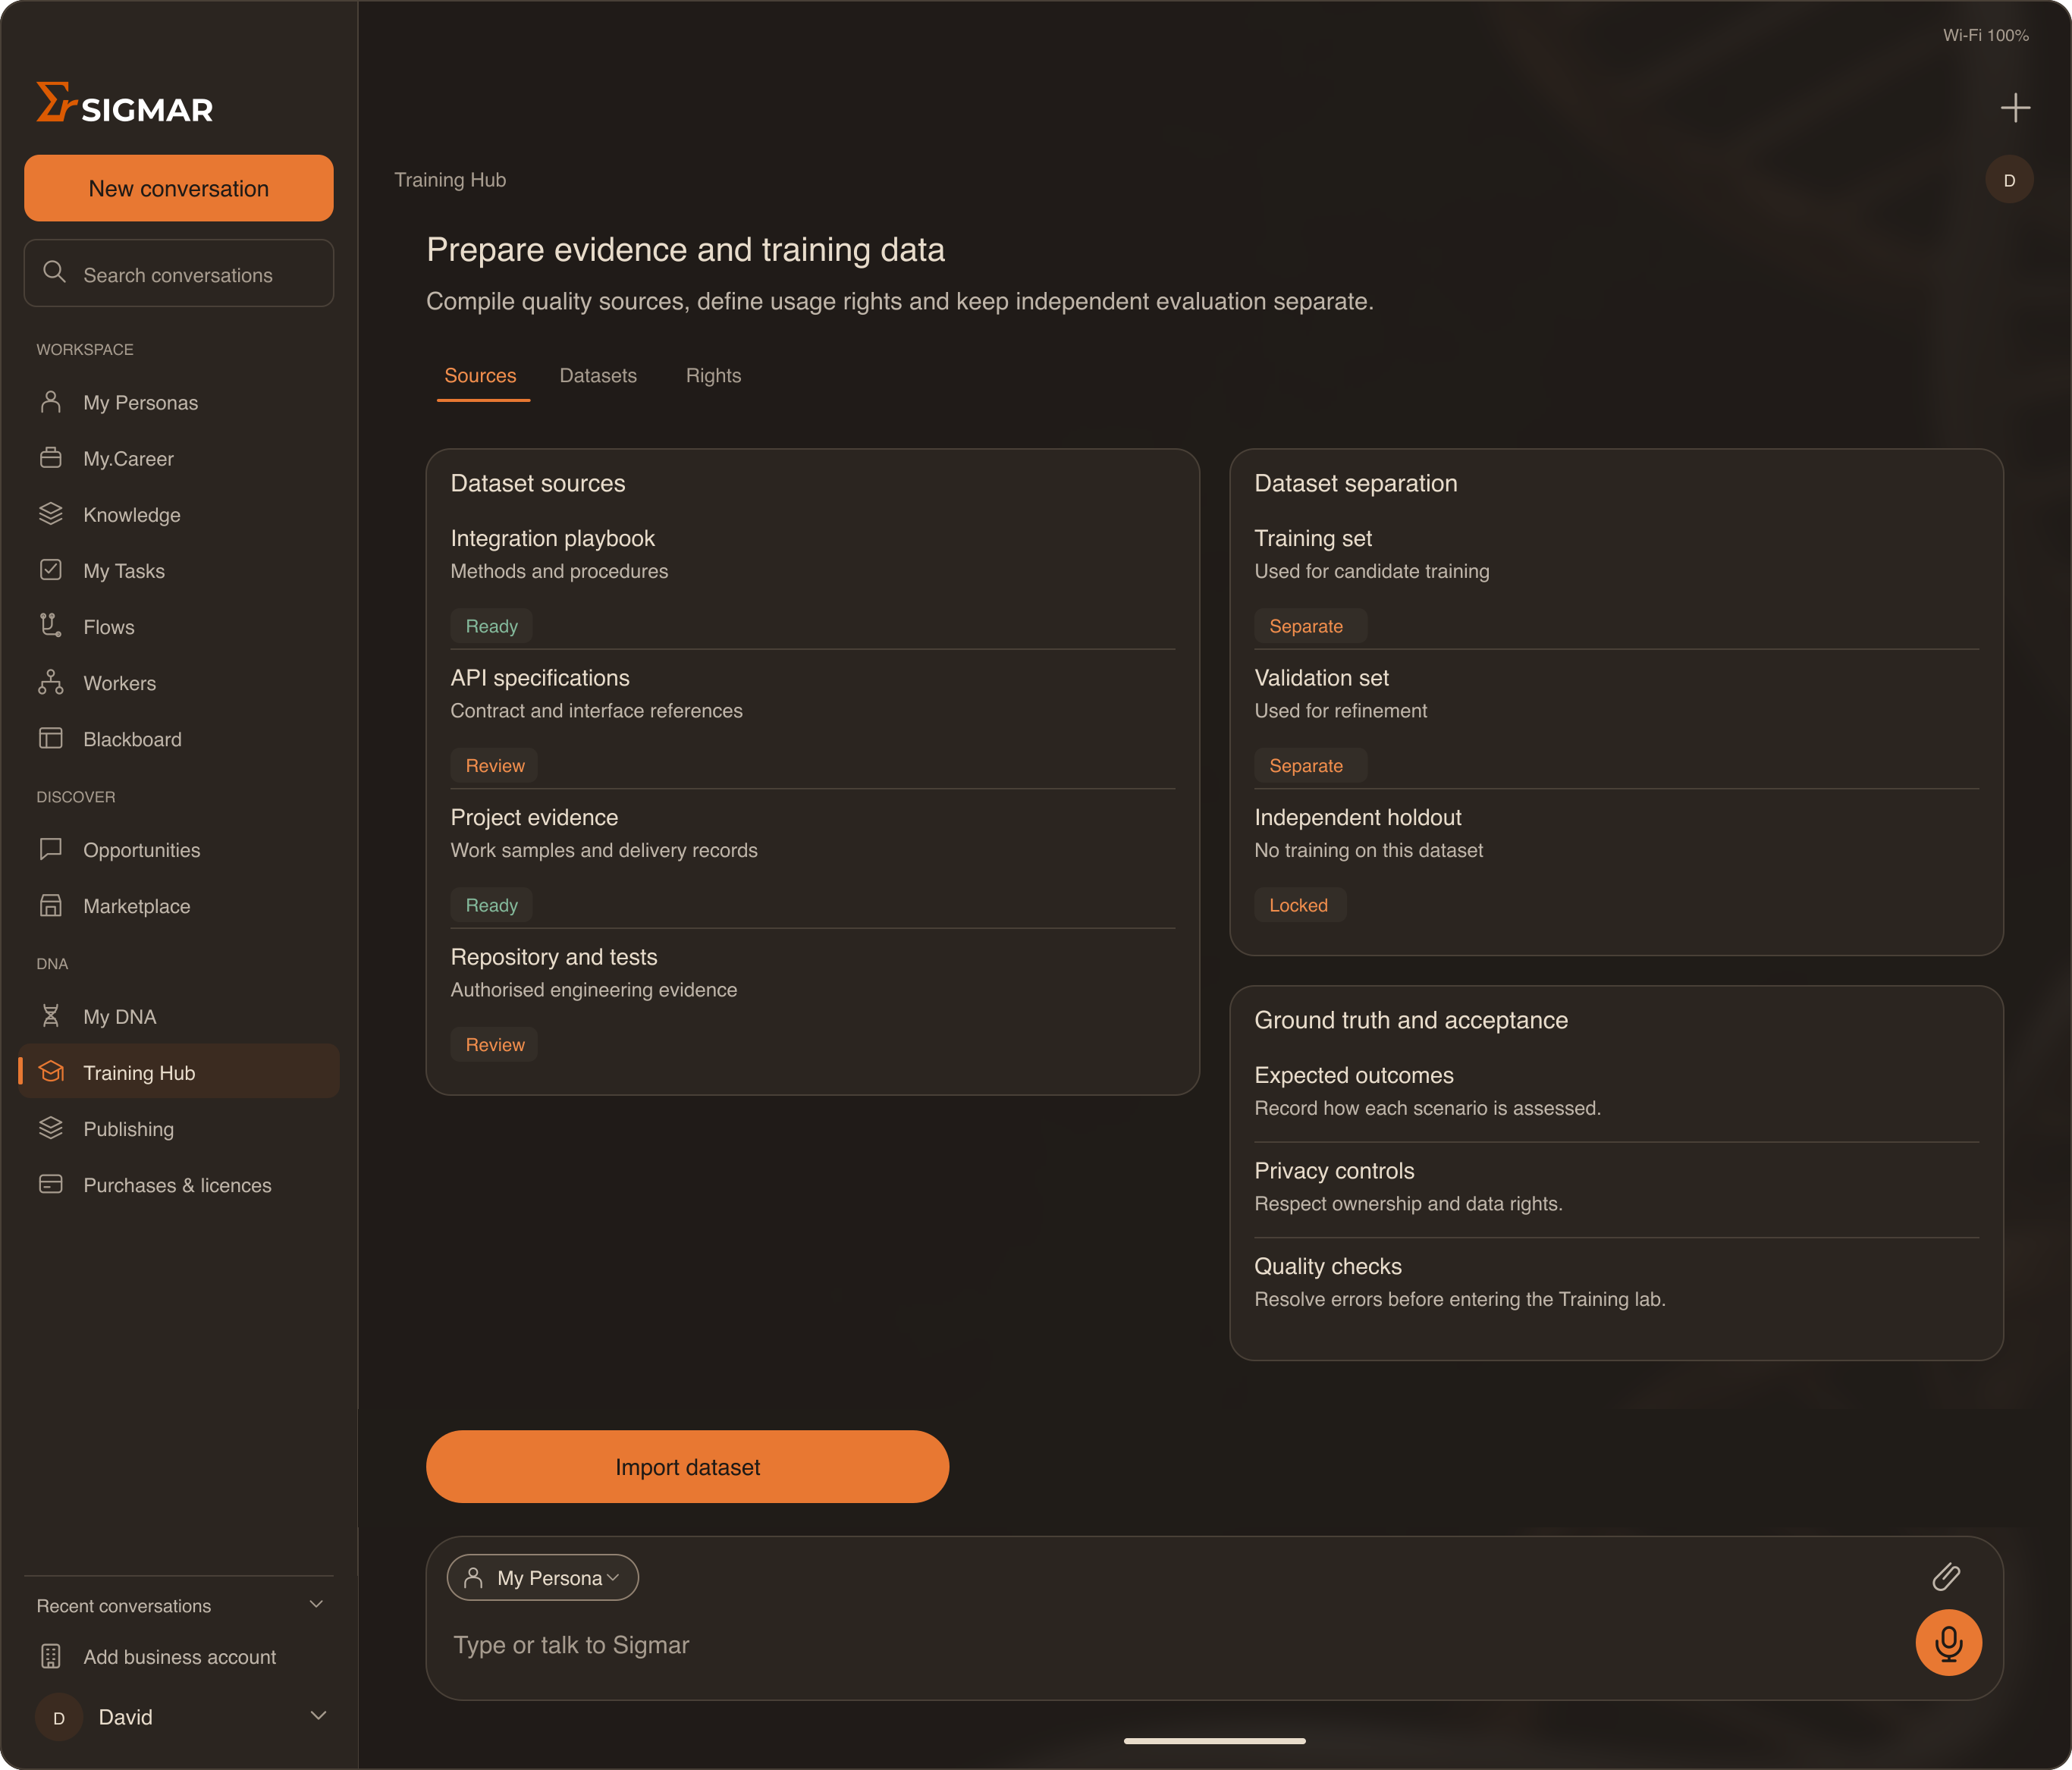 Wi-Fi 100%
Σr SIGMAR
New conversation
Search conversations
WORKSPACE
My Personas
My.Career
Knowledge
My Tasks
Flows
Workers
Blackboard
DISCOVER
Opportunities
Marketplace
DNA
My DNA
Training Hub
Publishing
Purchases & licences
Recent conversations
Add business account
D
David
Training Hub
D
Prepare evidence and training data
Compile quality sources, define usage rights and keep independent evaluation separate.
Sources
Datasets
Rights
Dataset sources
Integration playbook
Methods and procedures
Ready
API specifications
Contract and interface references
Review
Project evidence
Work samples and delivery records
Ready
Repository and tests
Authorised engineering evidence
Review
Dataset separation
Training set
Used for candidate training
Separate
Validation set
Used for refinement
Separate
Independent holdout
No training on this dataset
Locked
Ground truth and acceptance
Expected outcomes
Record how each scenario is assessed.
Privacy controls
Respect ownership and data rights.
Quality checks
Resolve errors before entering the Training lab.
Import dataset
My Persona
Type or talk to Sigmar